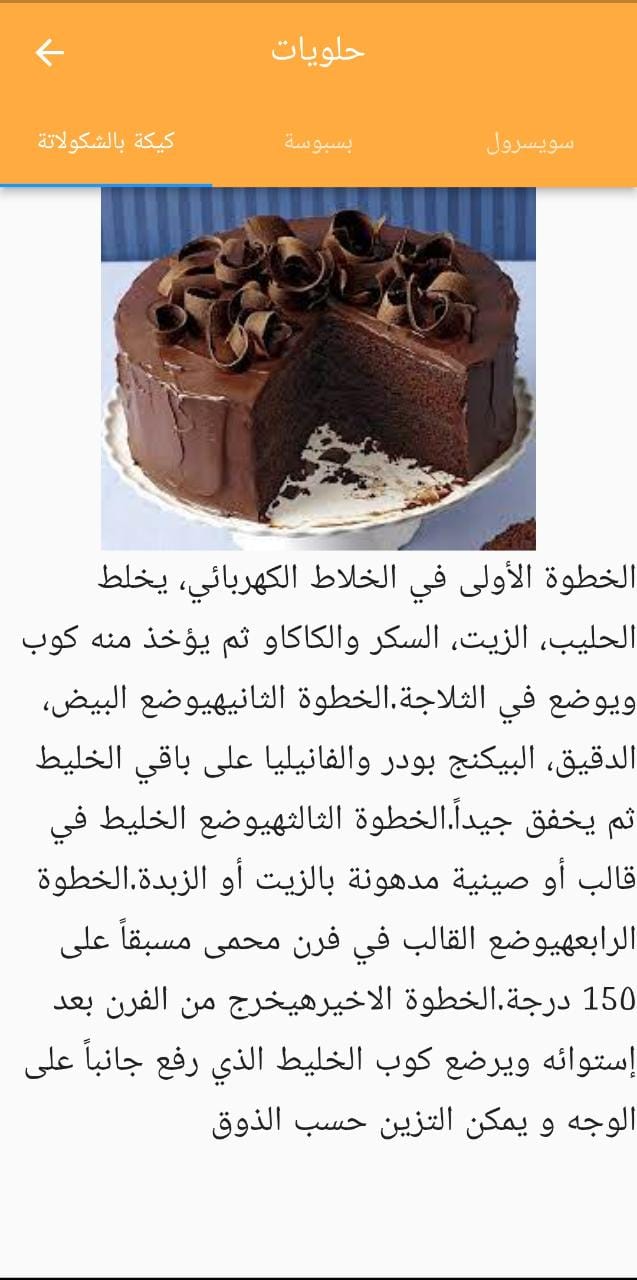 حلويات
سويسرول
بسبوسة
كيكة بالشكولاتة
الخطوة الأولى في الخلاط الكهربائي، يخلط
الحليب، الزيت، السكر والكاكاو ثم يؤخذ منه كوب
ويوضع في الثلاجة.الخطوة الثانيهيوضع البيض،
الدقيق، البيكنج بودر والفانيليا على باقي الخليط
ثم يخفق جيداً.الخطوة الثالثهيوضع الخليط في
قالب أو صينية مدهونة بالزيت أو الزبدة.الخطوة
الرابعهيوضع القالب في فرن محمى مسبقاً على
150 درجة.الخطوة الاخيرهيخرج من الفرن بعد
إستوائه ويرضع كوب الخليط الذي رفع جانباً على
الوجه و يمكن التزين حسب الذوق